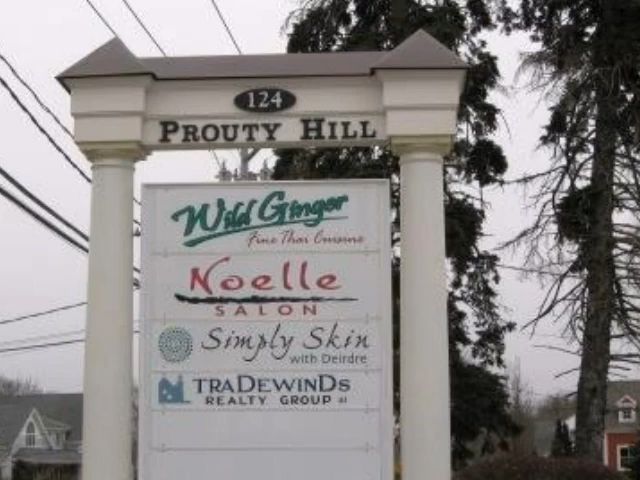 124
PROUTY HILL
Wild Ginger
Fine Thai Cuisine
Noelle
SALON
Simply Skin
with Deirdre
TRADEWINDS
REALTY GROUP